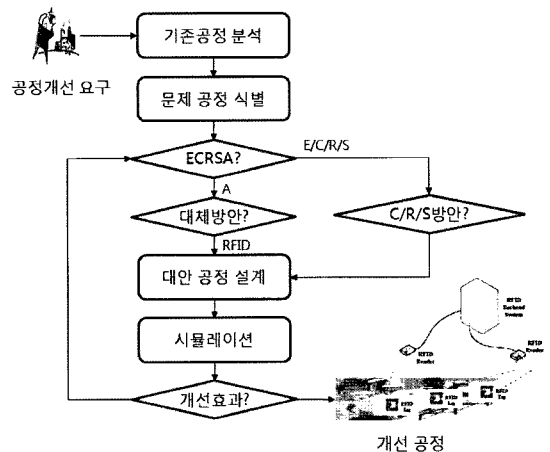 기존공정 분석
공정개선 요구
문제 공정 식별
ECRSA?
E/C/R/S
A
대체방안?
C/R/S방안?
RFID
대안 공정 설계
시뮬레이션
개선효과?
RFID
Backend
System
RFID
Reader
RFID
Reader
RFID
Tag
RFID
Tag
RFID
Tag
개선 공정